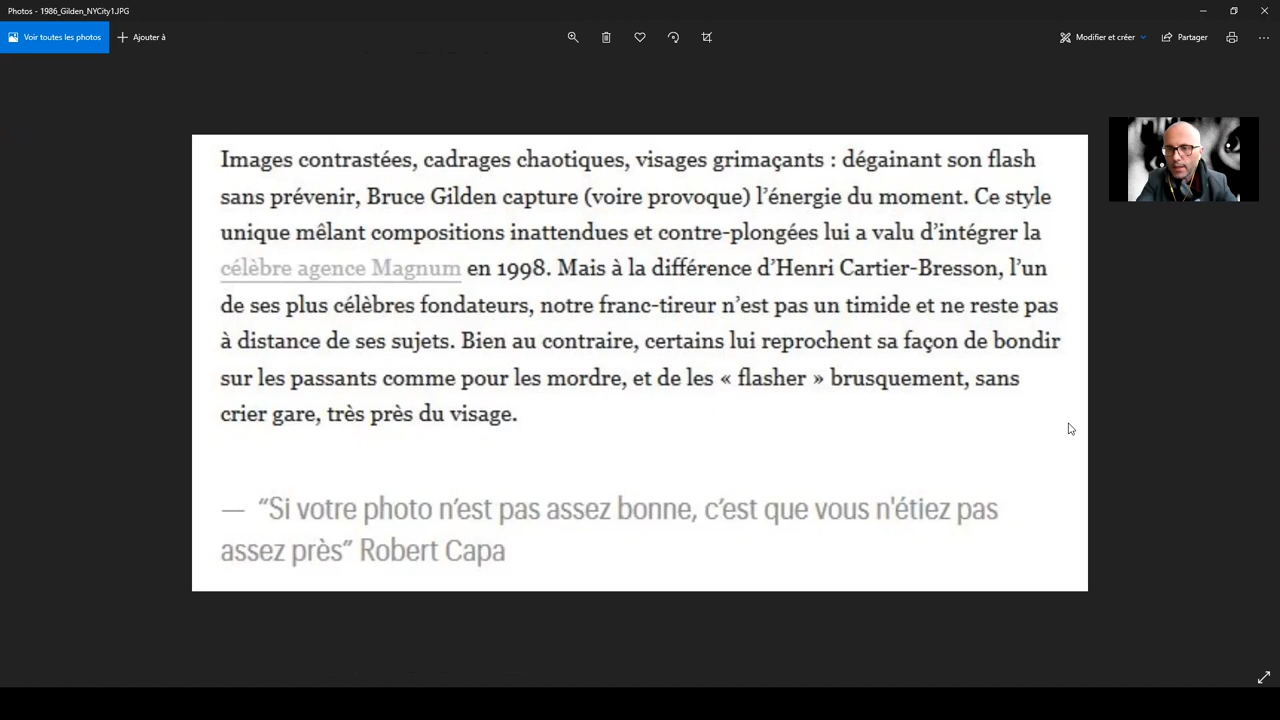 Photos - 1986_Gilden_NYCity1.JPG
Voir toutes les photos
Ajouter à
Modifier et créer
Partager
Images contrastées, cadrages chaotiques, visages grimaçants : dégainant son flash
sans prévenir, Bruce Gilden capture (voire provoque) l’énergie du moment. Ce style
unique mêlant compositions inattendues et contre-plongées lui a valu d’intégrer la
célèbre agence Magnum en 1998. Mais à la différence d’Henri Cartier-Bresson, l’un
de ses plus célèbres fondateurs, notre franc-tireur n’est pas un timide et ne reste pas
à distance de ses sujets. Bien au contraire, certains lui reprochent sa façon de bondir
sur les passants comme pour les mordre, et de les « flasher » brusquement, sans
crier gare, très près du visage.
— “Si votre photo n’est pas assez bonne, c’est que vous n'étiez pas
assez près” Robert Capa